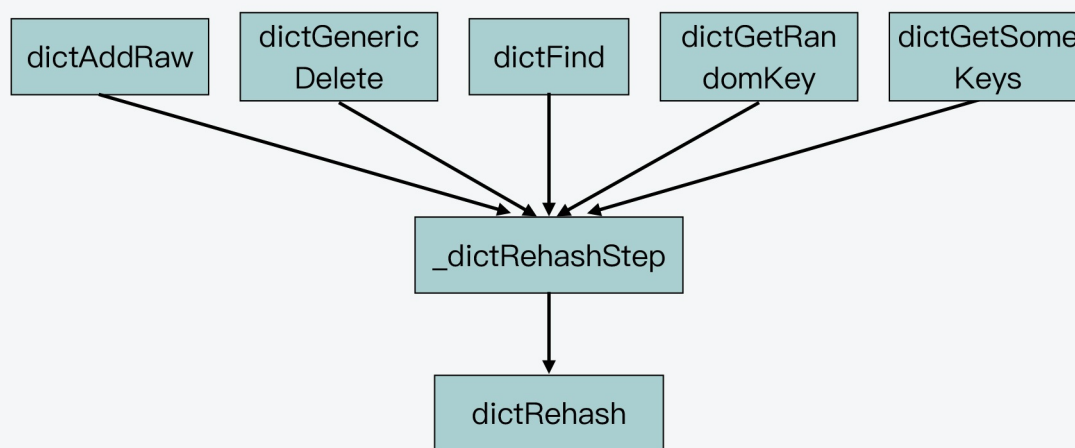 dictAddRaw
dictGeneric
Delete
dictFind
dictGetRan
domKey
dictGetSome
Keys
_dictRehashStep
dictRehash